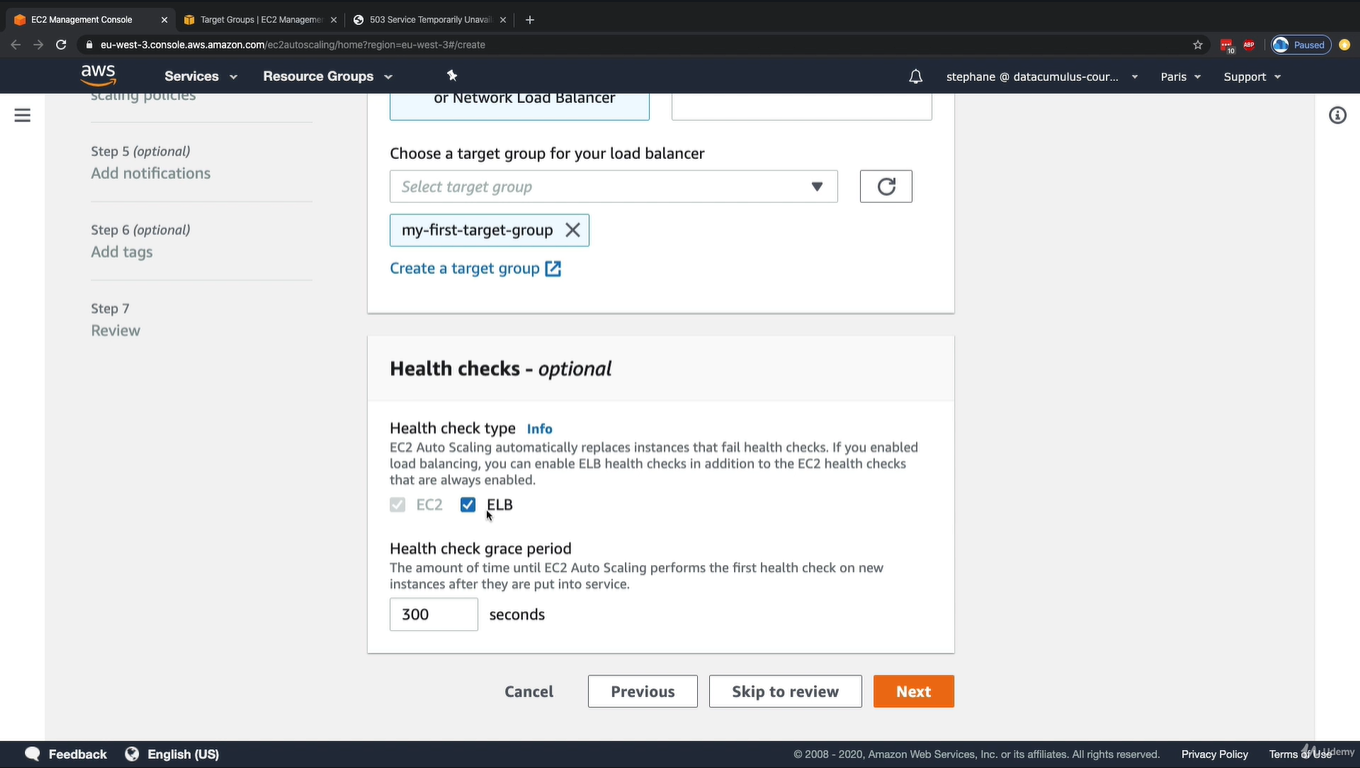 EC2 Management Console
Target Groups | EC2 Manageme
503 Service Temporarily Unavai
eu-west-3.console.aws.amazon.com/ec2autoscaling/home?region=eu-west-3#/create
10
ABP
Paused
aws
Services
Resource Groups
stephane @ datacumulus-cour...
Paris
Support
scaling policies
Step 5 (optional)
Add notifications
Step 6 (optional)
Add tags
Step 7
Review
or Network Load Balancer
Choose a target group for your load balancer
Select target group
my-first-target-group
Create a target group
Health checks - optional
Health check type Info
EC2 Auto Scaling automatically replaces instances that fail health checks. If you enabled
load balancing, you can enable ELB health checks in addition to the EC2 health checks
that are always enabled.
EC2 ELB
Health check grace period
The amount of time until EC2 Auto Scaling performs the first health check on new
instances after they are put into service.
300 seconds
Cancel
Previous
Skip to review
Next
Feedback
English (US)
© 2008 - 2020, Amazon Web Services, Inc. or its affiliates. All rights reserved.
Privacy Policy
Terms of Use
Udemy